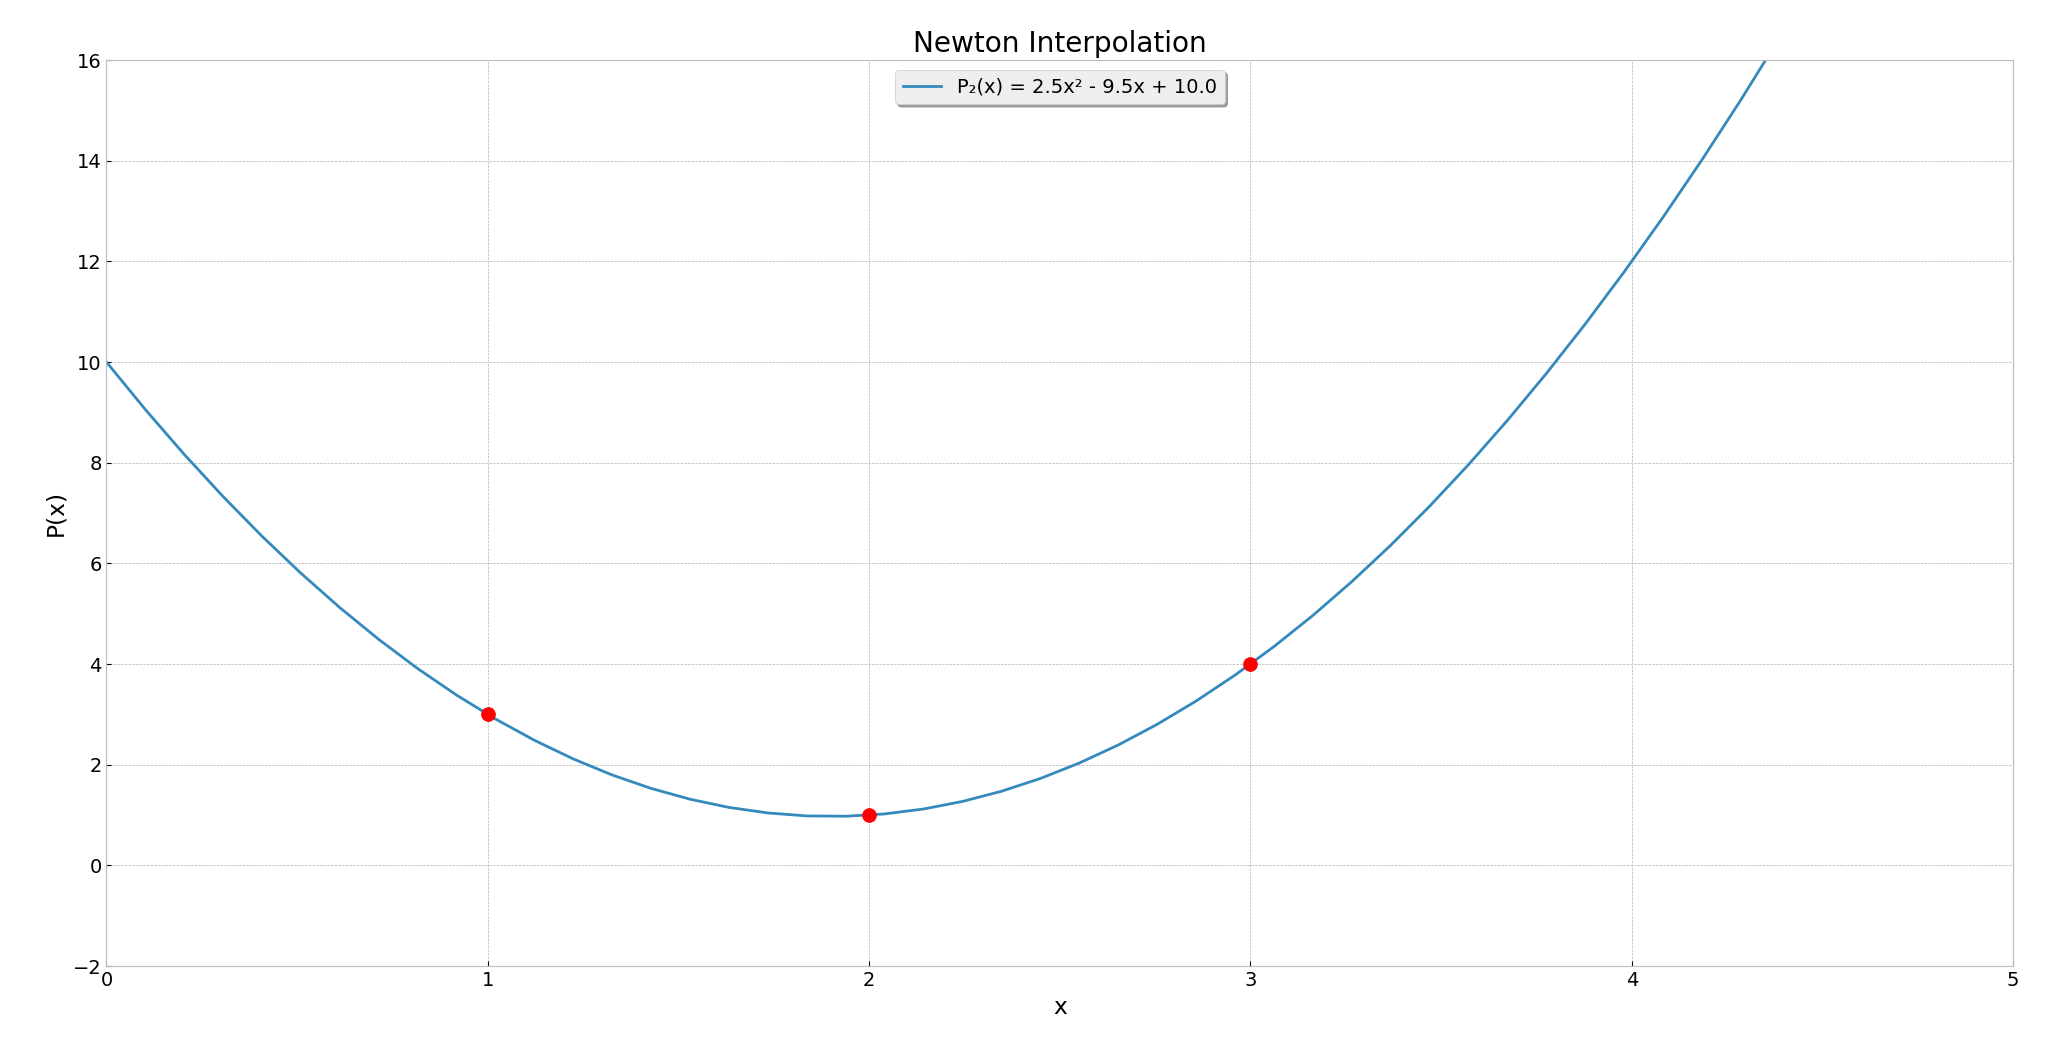 Newton Interpolation
P₂(x) = 2.5x² - 9.5x + 10.0
16
14
12
10
8
6
4
2
0
−2
P(x)
0 1 2 3 4 5
x